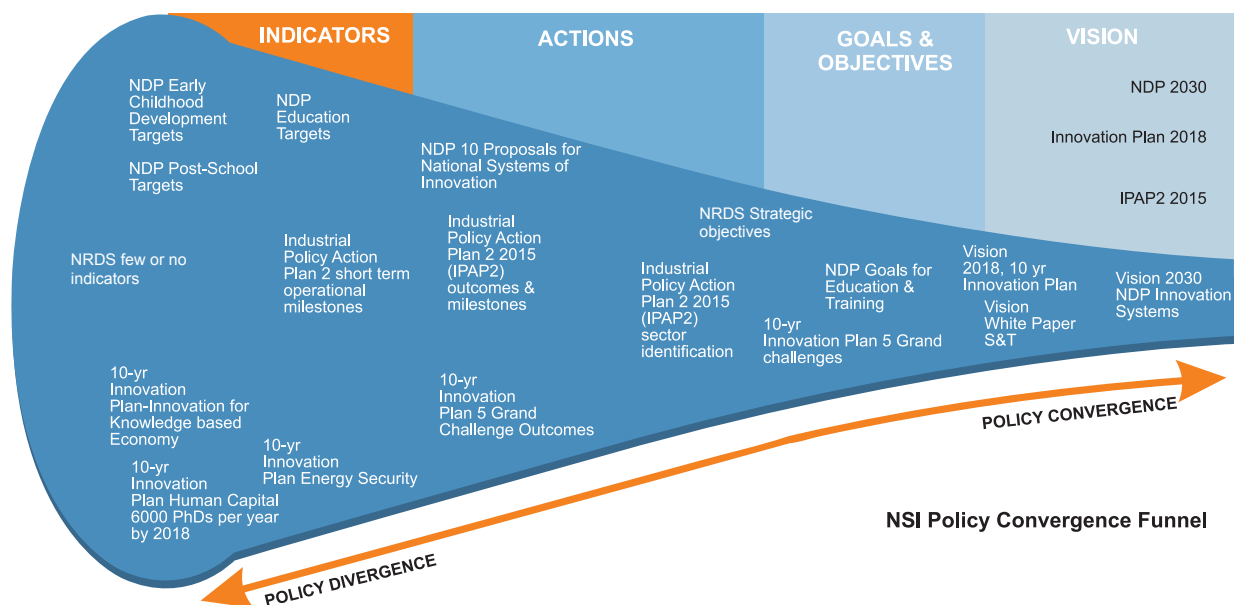 INDICATORS
ACTIONS
GOALS &
OBJECTIVES
VISION
NDP Early
Childhood
Development
Targets
NDP
Education
Targets
NDP Post-School
Targets
NDP 10 Proposals for
National Systems of
Innovation
NDP 2030
Innovation Plan 2018
IPAP2 2015
NRDS few or no
indicators
Industrial
Policy Action
Plan 2 short term
operational
milestones
Industrial
Policy Action
Plan 2 2015
(IPAP2)
outcomes &
milestones
NRDS Strategic
objectives
Industrial
Policy Action
Plan 2 2015
(IPAP2)
sector
identification
NDP Goals for
Education &
Training
10-yr
Innovation Plan 5 Grand
challenges
Vision
2018, 10 yr
Innovation Plan
Vision
White Paper
S&T
Vision 2030
NDP Innovation
Systems
10-yr
Innovation
Plan-Innovation for
Knowledge based
Economy
10-yr
Innovation
Plan Human Capital
6000 PhDs per year
by 2018
10-yr
Innovation
Plan Energy Security
10-yr
Innovation
Plan 5 Grand
Challenge Outcomes
POLICY DIVERGENCE
POLICY CONVERGENCE
NSI Policy Convergence Funnel